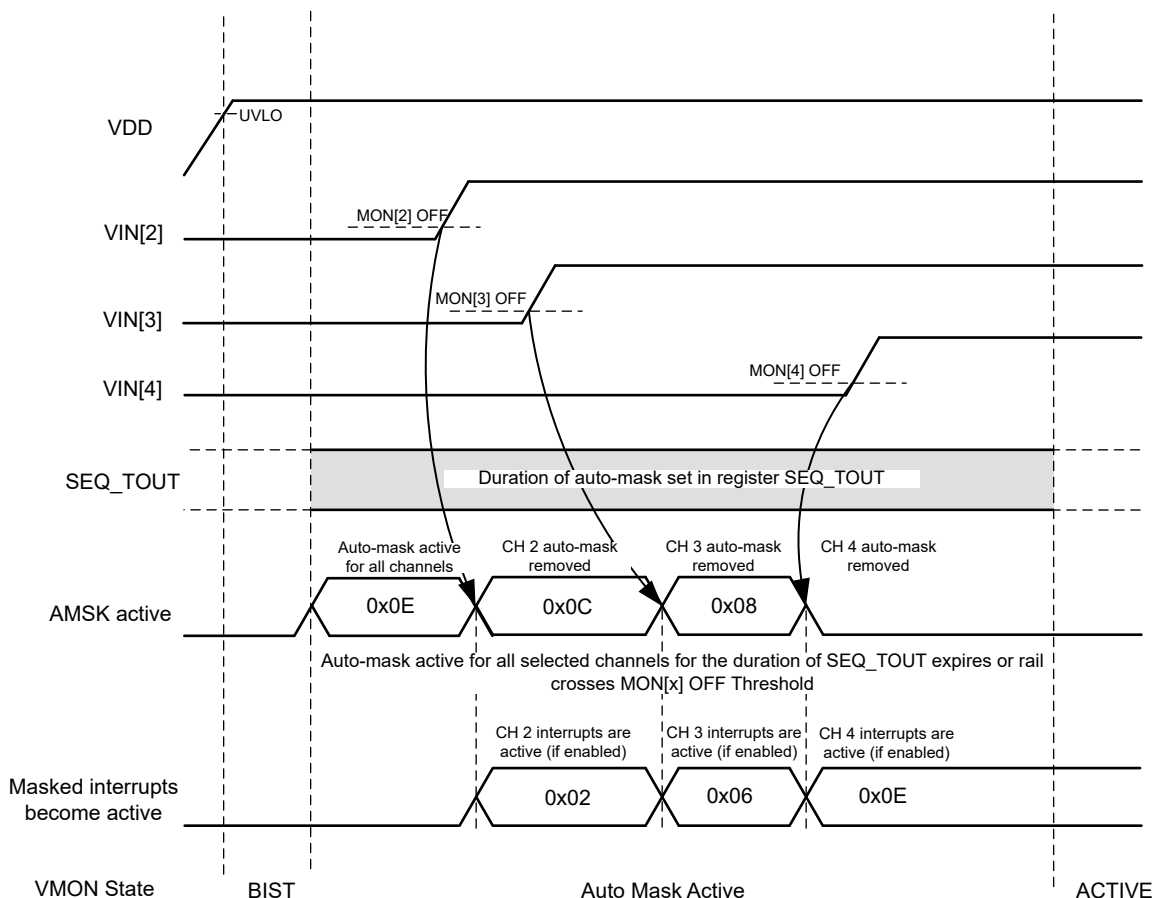 UVLO
VDD
MON[2] OFF
VIN[2]
MON[3] OFF
VIN[3]
MON[4] OFF
VIN[4]
Duration of auto-mask set in register SEQ_TOUT
SEQ_TOUT
Auto-mask active
for all channels
CH 2 auto-mask
removed
CH 3 auto-mask
removed
CH 4 auto-mask
removed
AMSK active
0x0E
0x0C
0x08
Auto-mask active for all selected channels for the duration of SEQ_TOUT expires or rail
crosses MON[x] OFF Threshold
CH 2 interrupts are
active (if enabled)
CH 3 interrupts are
active (if enabled)
CH 4 interrupts are
active (if enabled)
Masked interrupts
become active
0x02
0x06
0x0E
VMON State
BIST
Auto Mask Active
ACTIVE